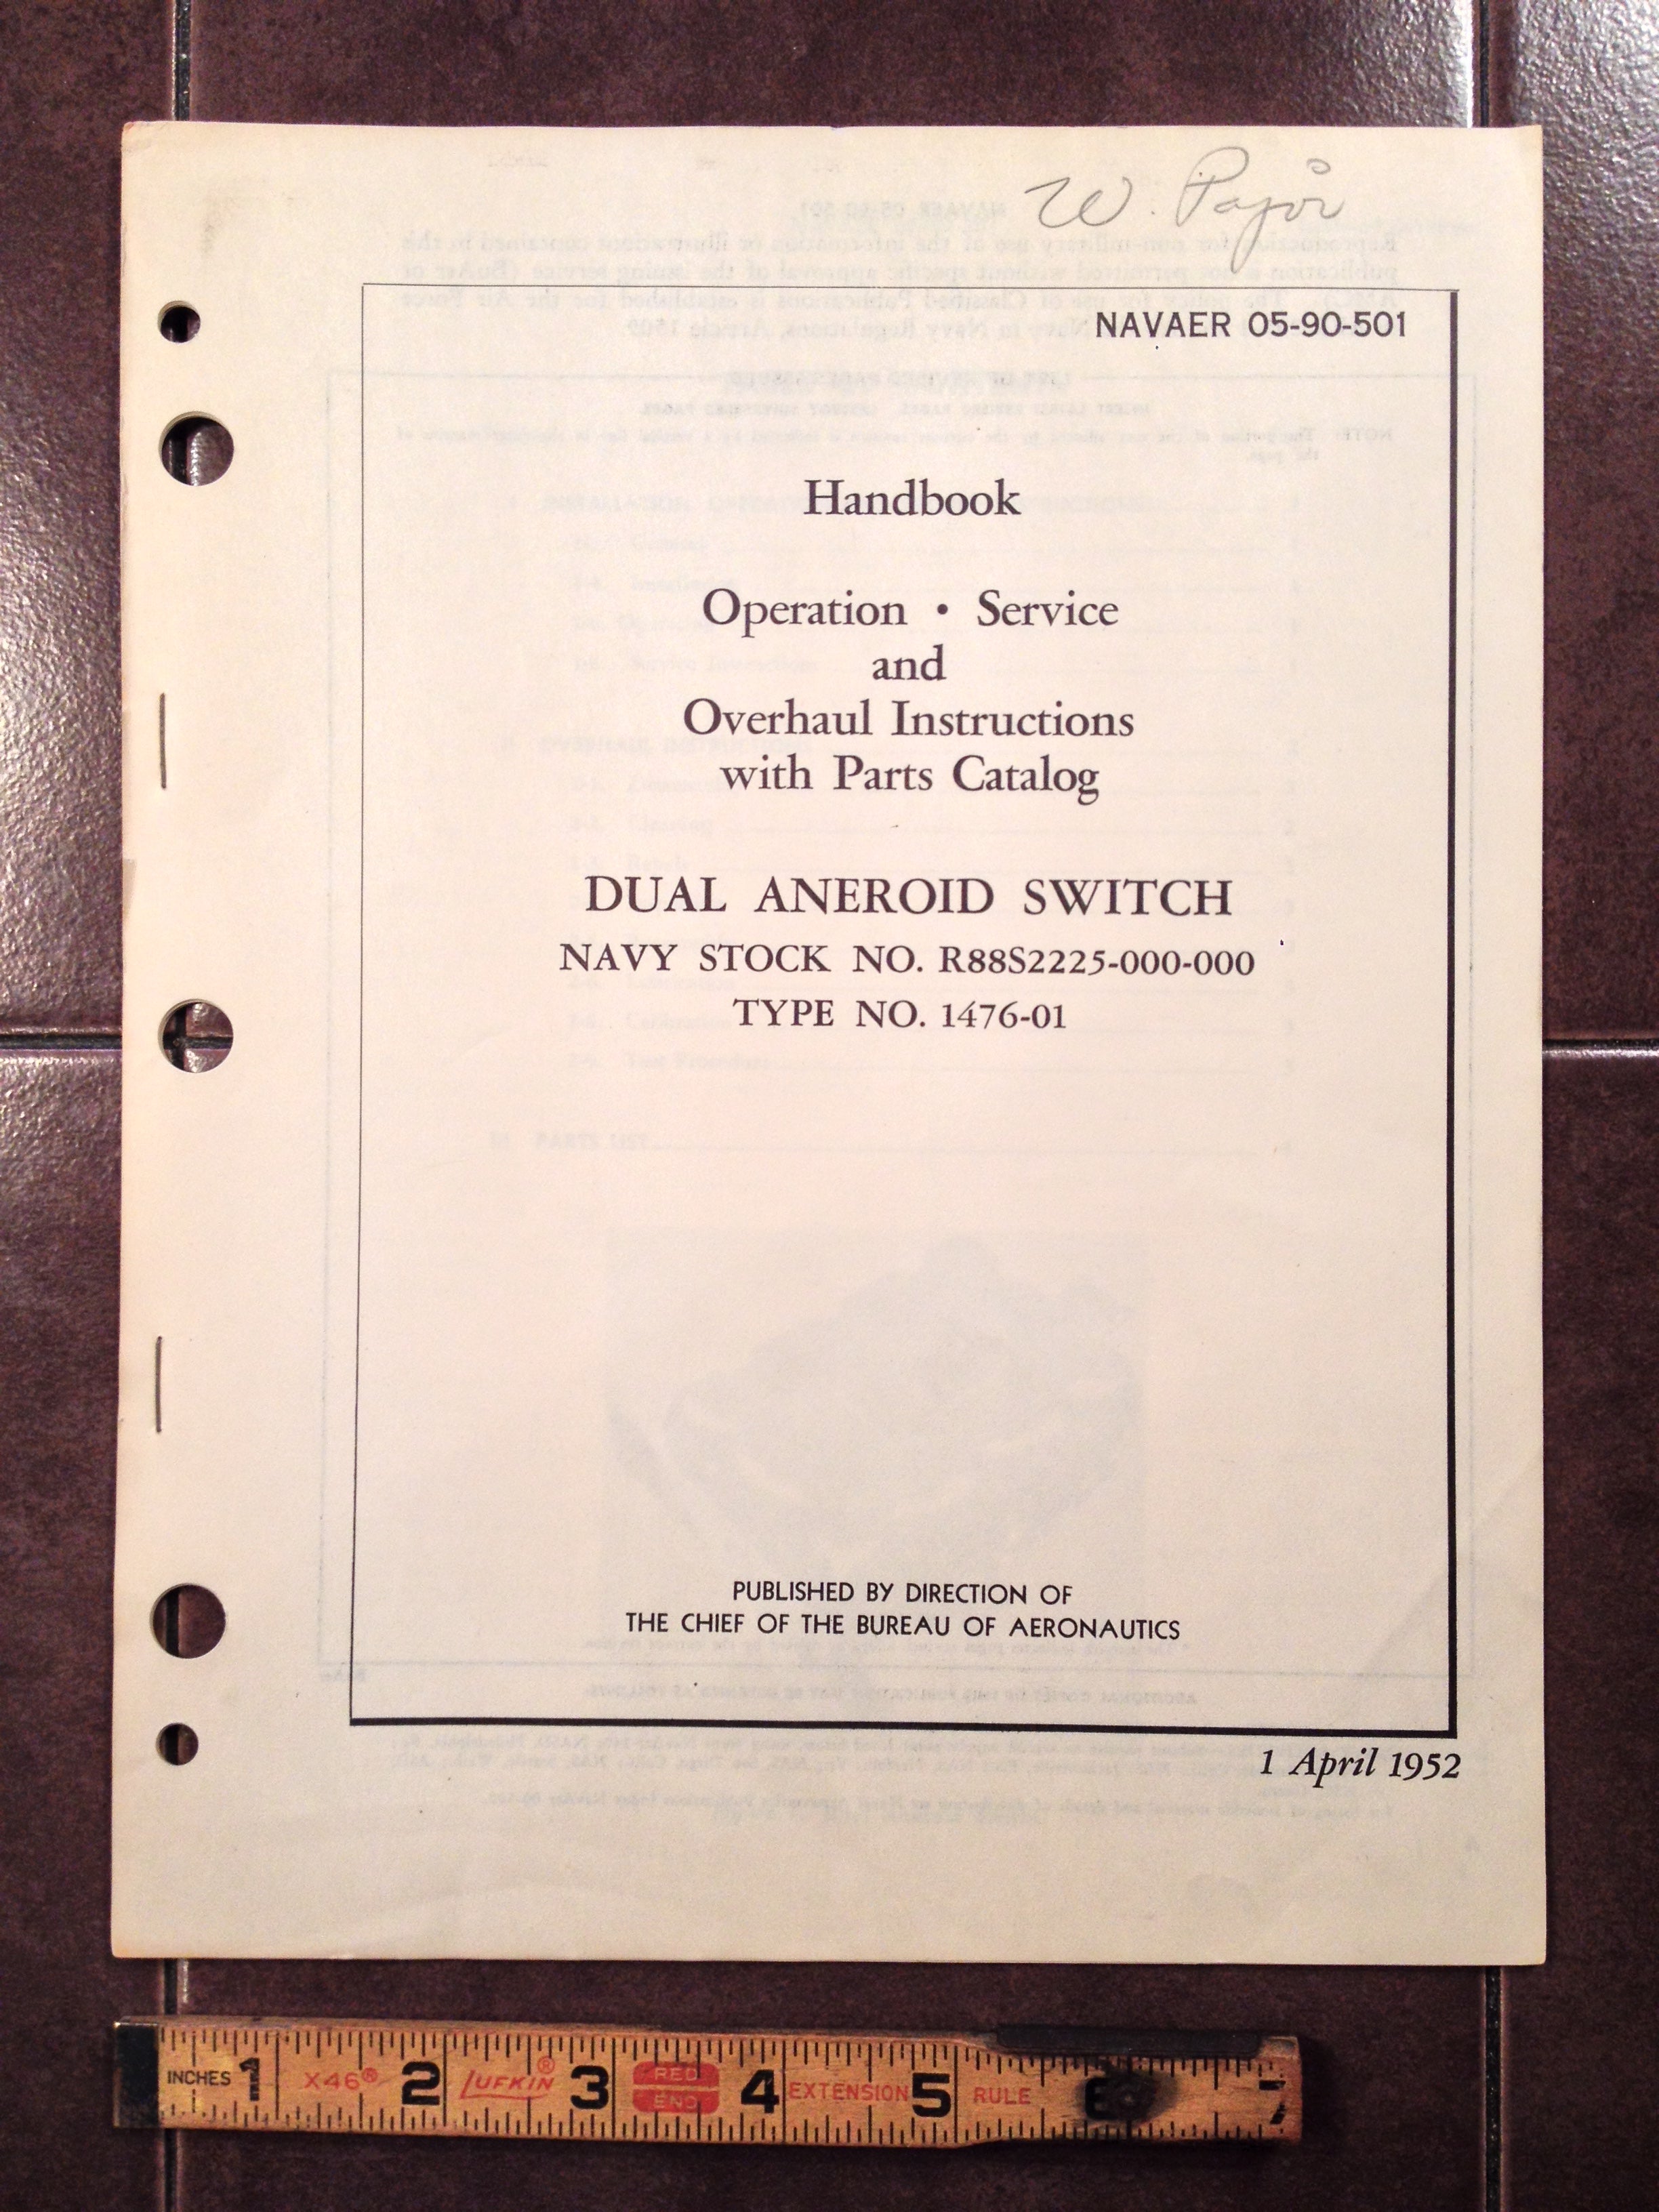 W. Pajor
NAVAER 05-90-501
Handbook
Operation • Service
and
Overhaul Instructions
with Parts Catalog
DUAL ANEROID SWITCH
NAVY STOCK NO. R88S2225-000-000
TYPE NO. 1476-01
PUBLISHED BY DIRECTION OF
THE CHIEF OF THE BUREAU OF AERONAUTICS
1 April 1952
INCHES 1 X46® 2 LUFKIN® 3 RED END 4 EXTENSION 5 RULE 6 7